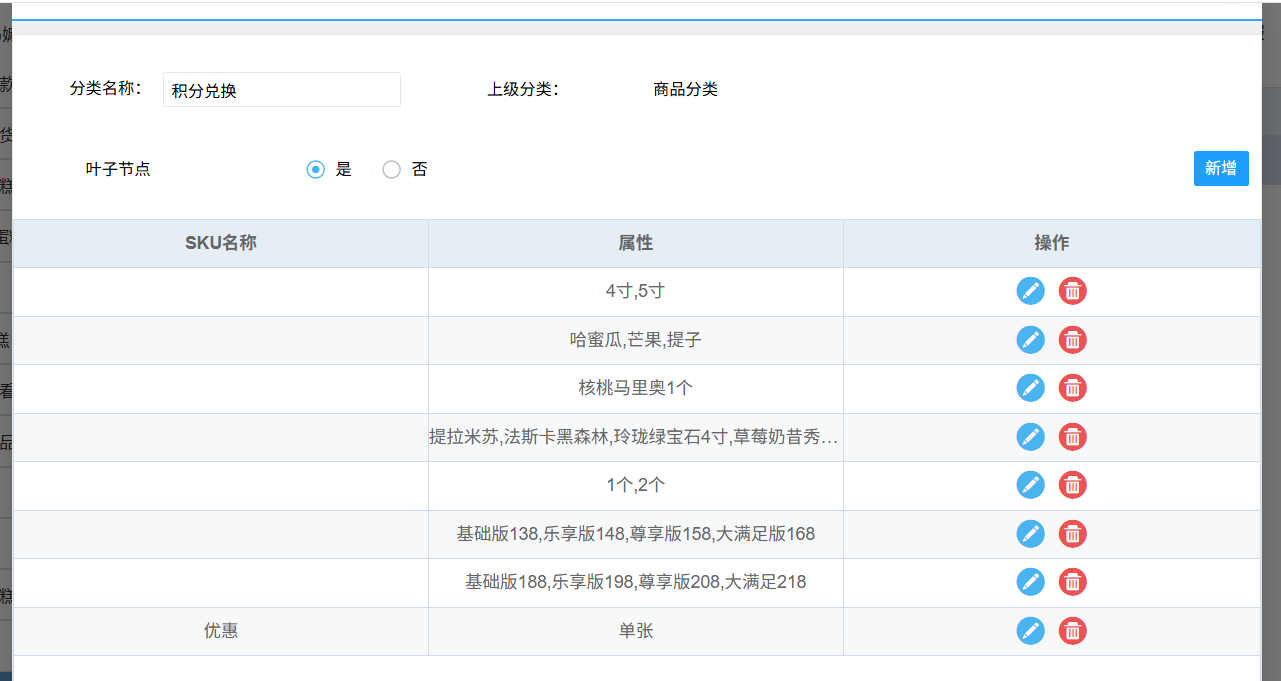 分类名称： 积分兑换 上级分类： 商品分类
叶子节点 是 否 新增
SKU名称 属性 操作
4寸,5寸
哈蜜瓜,芒果,提子
核桃马里奥1个
提拉米苏,法斯卡黑森林,玲珑绿宝石4寸,草莓奶昔秀…
1个,2个
基础版138,乐享版148,尊享版158,大满足版168
基础版188,乐享版198,尊享版208,大满足218
优惠 单张